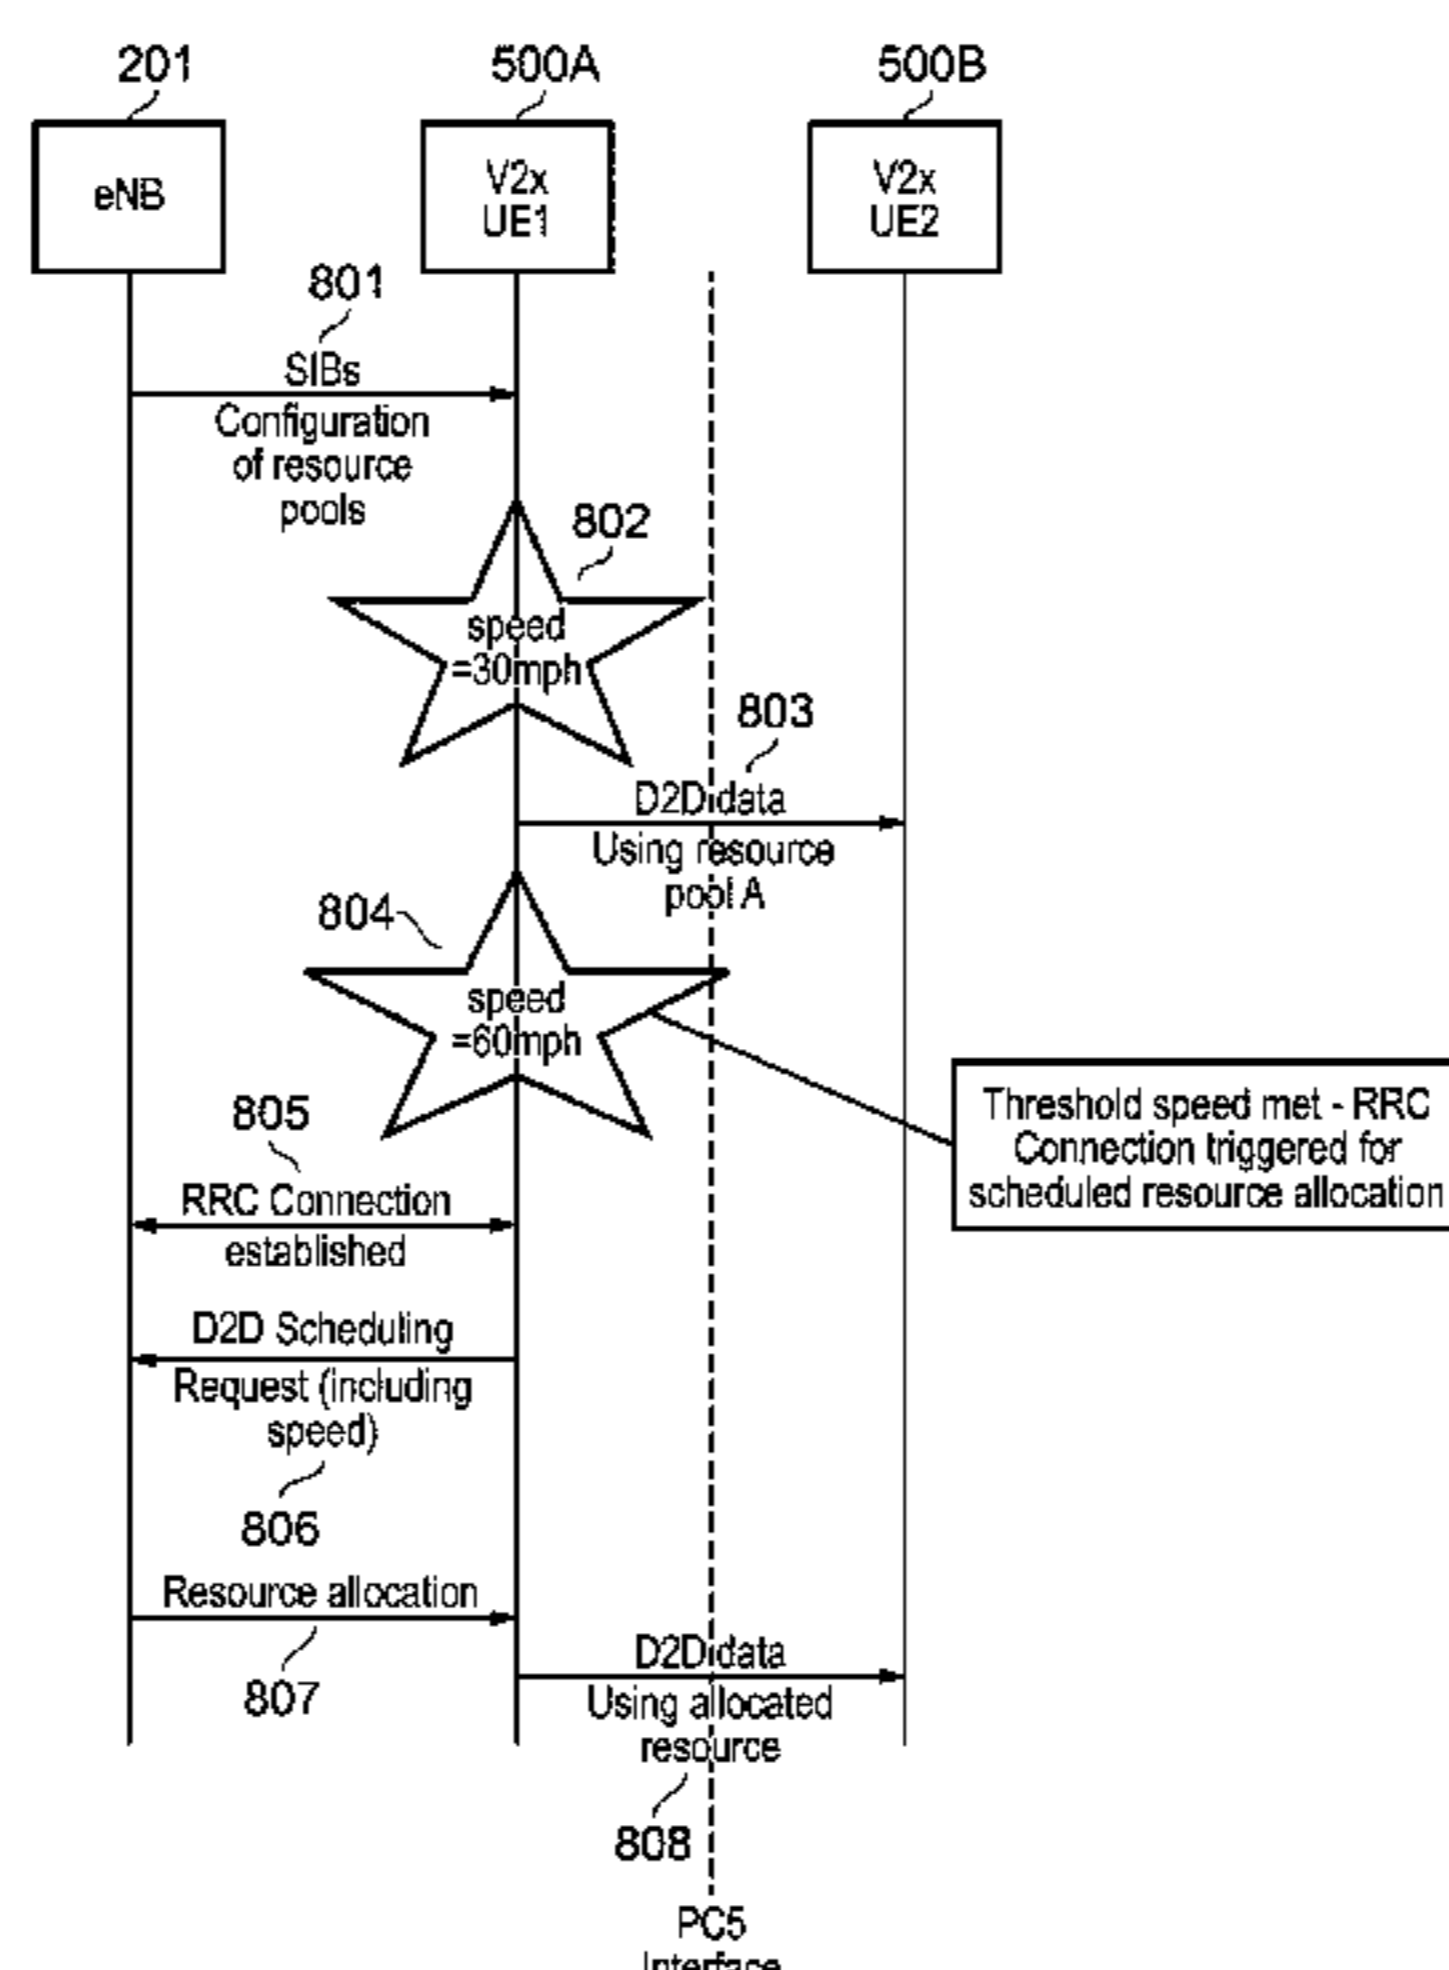 201
500A
500B
eNB
V2x
UE1
V2x
UE2
801
SIBs
Configuration
of resource
pools
802
speed
=30mph
803
D2D data
Using resource
pool A
804
speed
=60mph
Threshold speed met - RRC
Connection triggered for
scheduled resource allocation
805
RRC Connection
established
D2D Scheduling
Request (including
speed)
806
Resource allocation
807
D2D data
Using allocated
resource
808
PC5
Interface